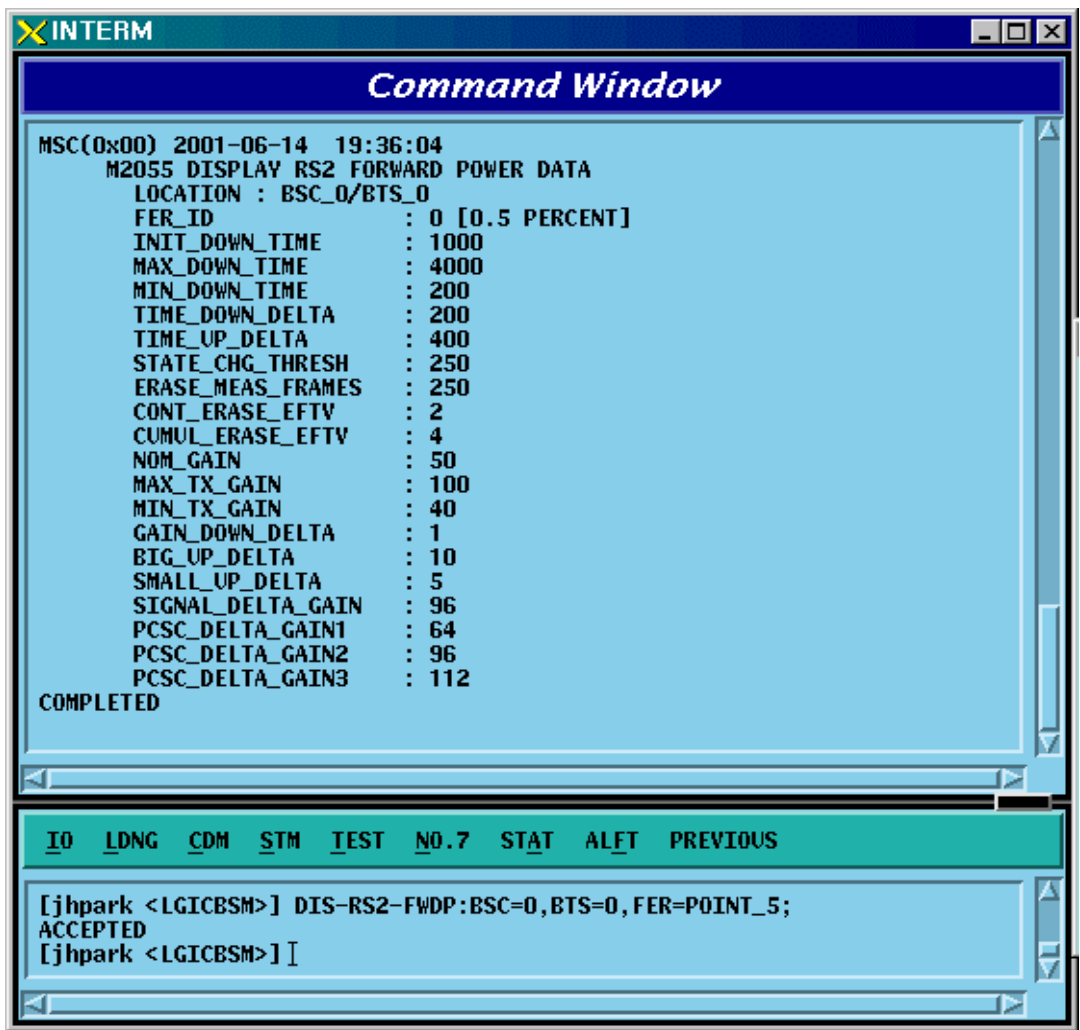 INTERM
Command Window
MSC(0x00) 2001-06-14 19:36:04
M2055 DISPLAY RS2 FORWARD POWER DATA
LOCATION : BSC_0/BTS_0
FER_ID : 0 [0.5 PERCENT]
INIT_DOWN_TIME : 1000
MAX_DOWN_TIME : 4000
MIN_DOWN_TIME : 200
TIME_DOWN_DELTA : 200
TIME_UP_DELTA : 400
STATE_CHG_THRESH : 250
ERASE_MEAS_FRAMES : 250
CONT_ERASE_EFTV : 2
CUMUL_ERASE_EFTV : 4
NOM_GAIN : 50
MAX_TX_GAIN : 100
MIN_TX_GAIN : 40
GAIN_DOWN_DELTA : 1
BIG_UP_DELTA : 10
SMALL_UP_DELTA : 5
SIGNAL_DELTA_GAIN : 96
PCSC_DELTA_GAIN1 : 64
PCSC_DELTA_GAIN2 : 96
PCSC_DELTA_GAIN3 : 112
COMPLETED
IO LDNG CDM STM TEST NO.7 STAT ALFT PREVIOUS
[jhpark <LGICBSM>] DIS-RS2-FWDP:BSC=0,BTS=0,FER=POINT_5;
ACCEPTED
[jhpark <LGICBSM>]